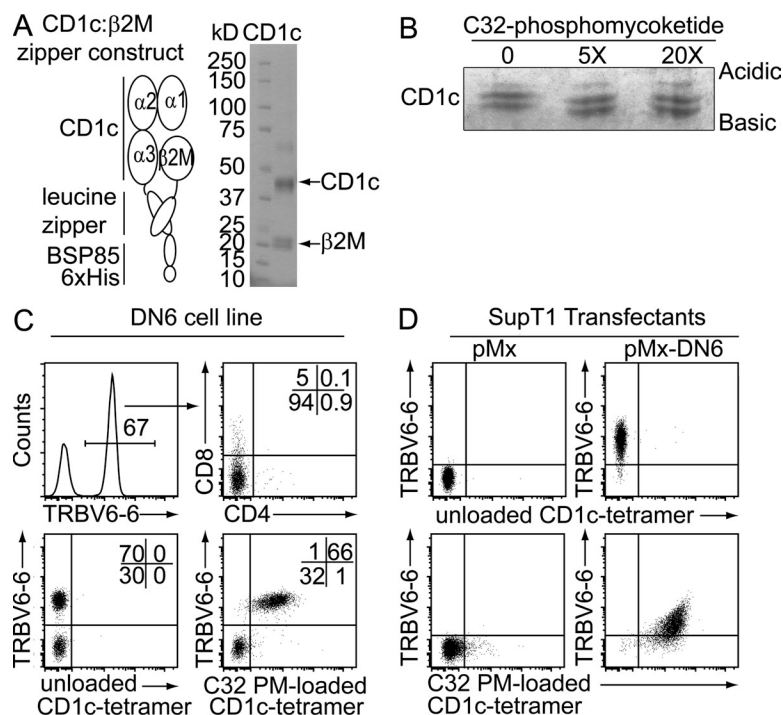 A CD1c:β2M
zipper construct
CD1c
α2 α1
α3 β2M
leucine
zipper
BSP85
6xHis
kD CD1c
250
150
100
75
50
37
25
20
15
10
CD1c
β2M
B C32-phosphomycoketide
0 5X 20X
CD1c
Acidic
Basic
C DN6 cell line
Counts
67
TRBV6-6
CD8
5 0.1
94 0.9
CD4
TRBV6-6
70 0
30 0
unloaded
CD1c-tetramer
TRBV6-6
1 66
32 1
C32 PM-loaded
CD1c-tetramer
D SupT1 Transfectants
pMx pMx-DN6
TRBV6-6
TRBV6-6
unloaded CD1c-tetramer
TRBV6-6
TRBV6-6
C32 PM-loaded
CD1c-tetramer